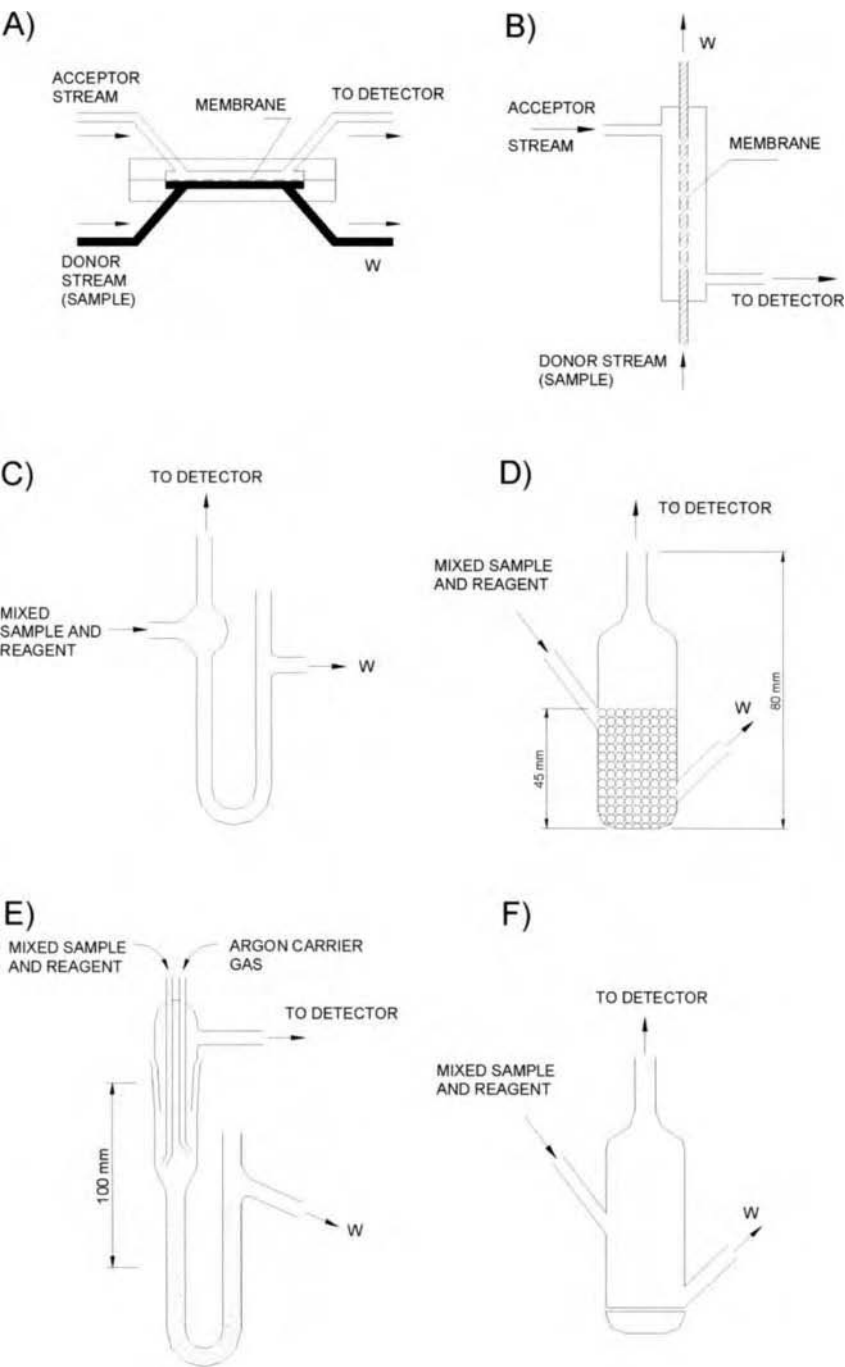 A)
ACCEPTOR
STREAM
MEMBRANE
TO DETECTOR
DONOR
STREAM
(SAMPLE)
W
B)
W
ACCEPTOR
STREAM
MEMBRANE
TO DETECTOR
DONOR STREAM
(SAMPLE)
C)
TO DETECTOR
MIXED
SAMPLE AND
REAGENT
W
D)
TO DETECTOR
MIXED SAMPLE
AND REAGENT
W
45 mm
80 mm
E)
MIXED SAMPLE
AND REAGENT
ARGON CARRIER
GAS
TO DETECTOR
100 mm
W
F)
TO DETECTOR
MIXED SAMPLE
AND REAGENT
W